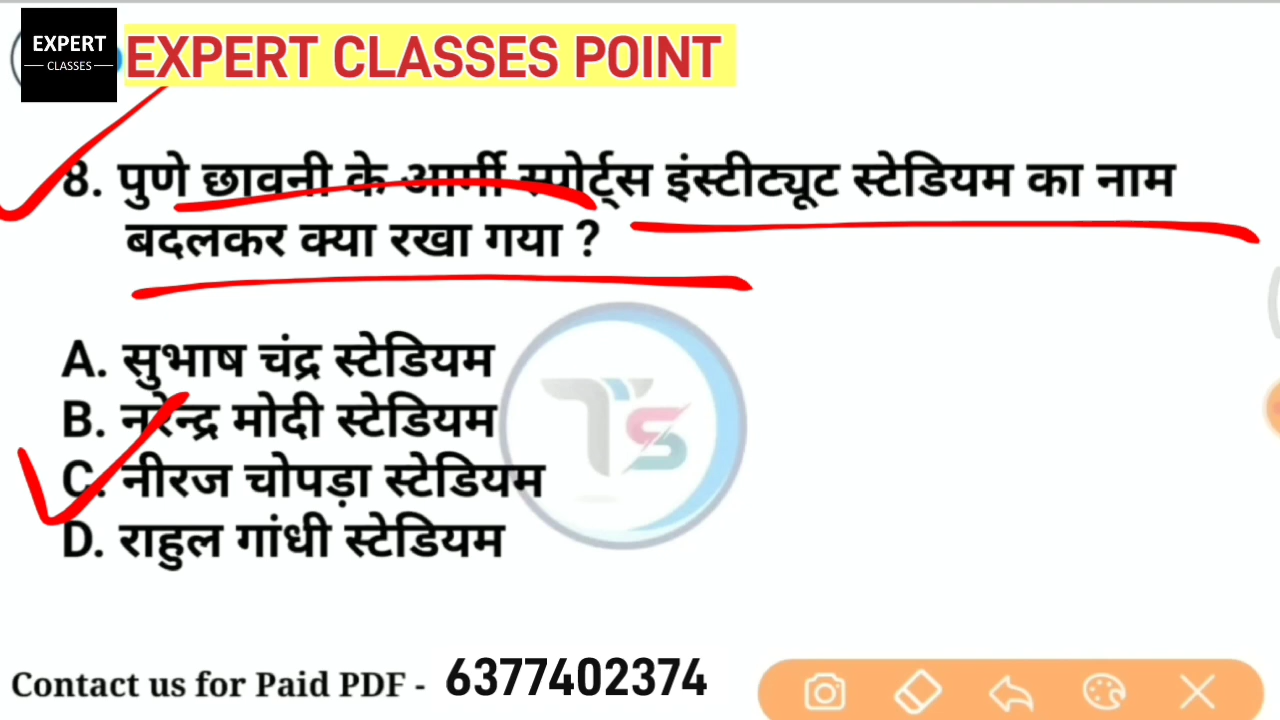 EXPERT
CLASSES
EXPERT CLASSES POINT
8. पुणे छावनी के आर्मी स्पोर्ट्स इंस्टीट्यूट स्टेडियम का नाम
बदलकर क्या रखा गया ?
A. सुभाष चंद्र स्टेडियम
B. नरेन्द्र मोदी स्टेडियम
C. नीरज चोपड़ा स्टेडियम
D. राहुल गांधी स्टेडियम
TS
Contact us for Paid PDF - 6377402374